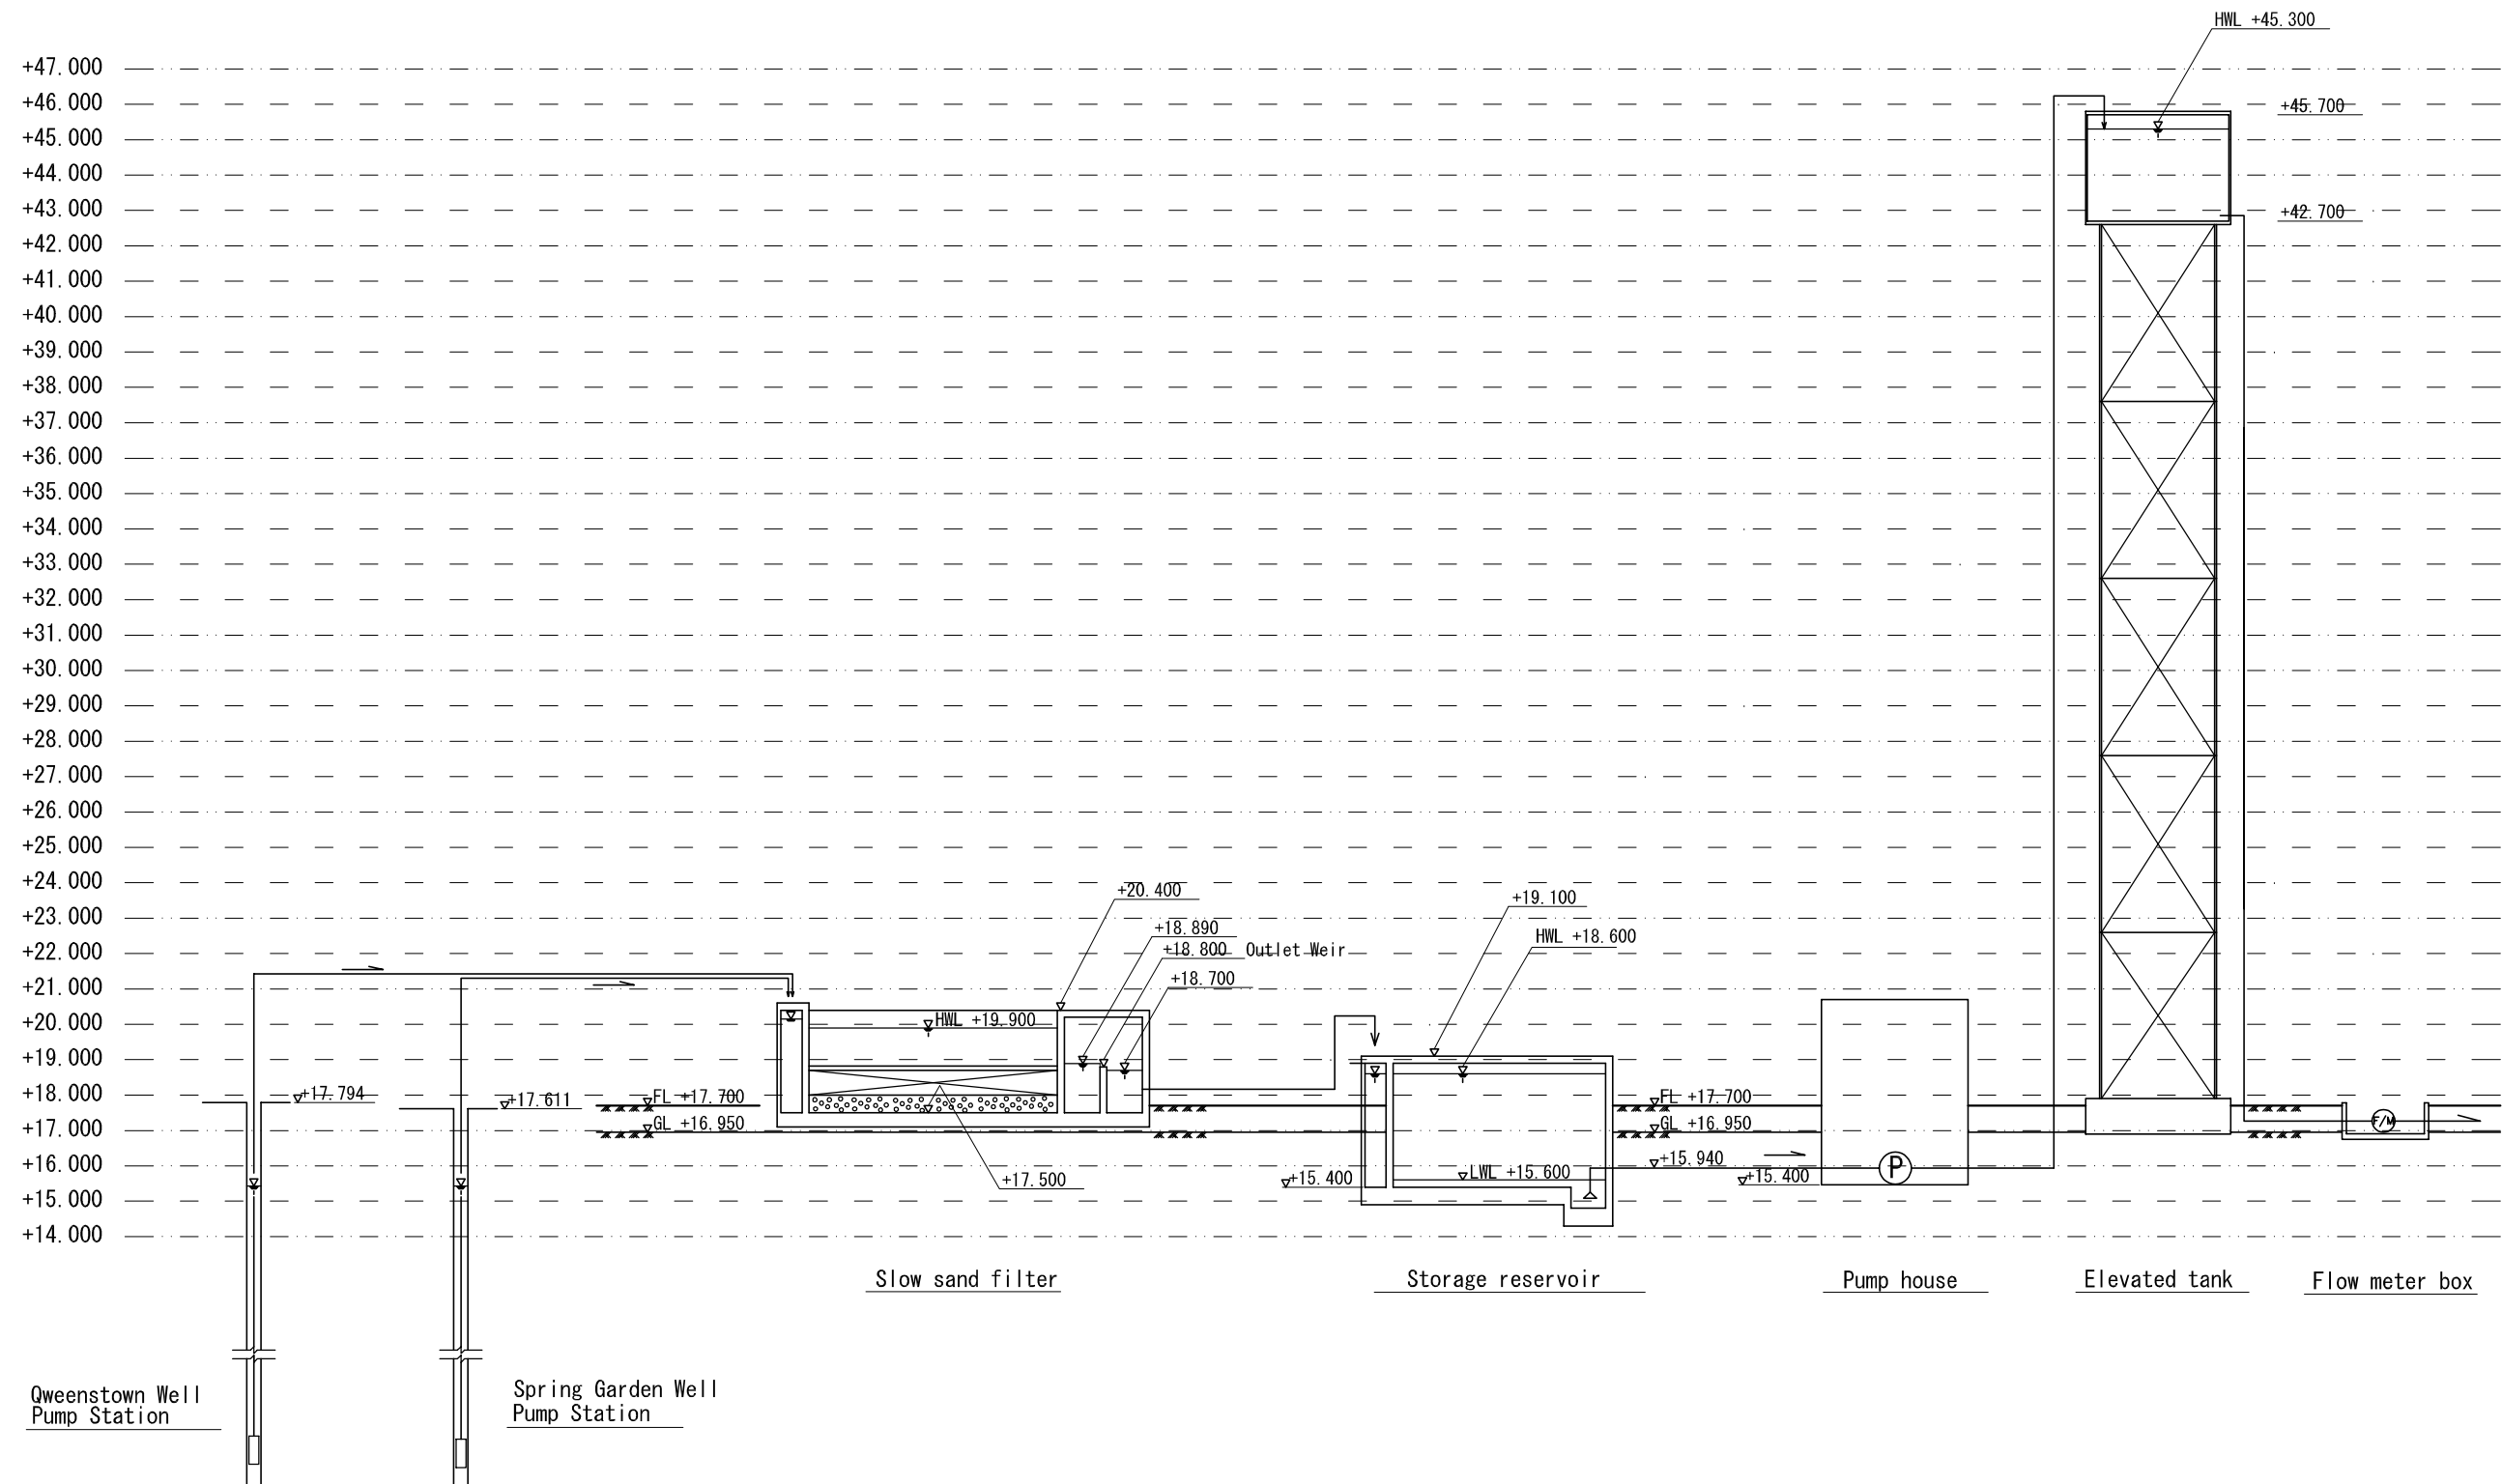 HWL +45.300
+47.000
+46.000
+45.700
+45.000
+44.000
+43.000
+42.700
+42.000
+41.000
+40.000
+39.000
+38.000
+37.000
+36.000
+35.000
+34.000
+33.000
+32.000
+31.000
+30.000
+29.000
+28.000
+27.000
+26.000
+25.000
+24.000
+20.400
+19.100
+23.000
+18.890
HWL +18.600
+18.800 Outlet Weir
+22.000
+18.700
+21.000
+20.000
HWL +19.900
+19.000
+18.000
+17.794
+17.611
FL +17.700
FL +17.700
+17.000
GL +16.950
GL +16.950
F/M
+16.000
+15.940
P
+17.500
+15.400
LWL +15.600
+15.400
+15.000
+14.000
Slow sand filter
Storage reservoir
Pump house
Elevated tank
Flow meter box
Qweenstown Well
Pump Station
Spring Garden Well
Pump Station